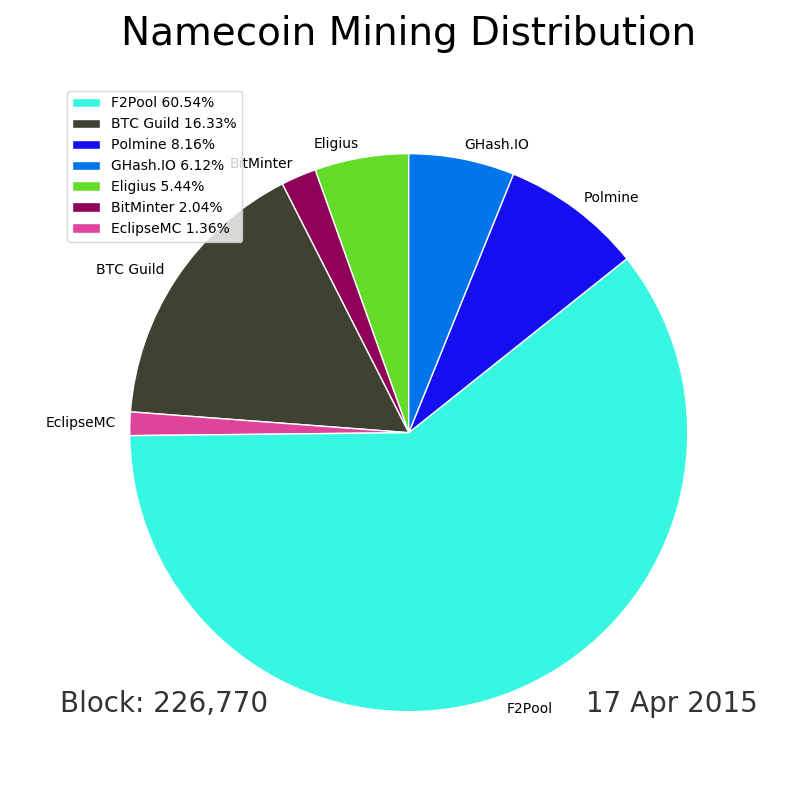 Namecoin Mining Distribution
F2Pool 60.54%
BTC Guild 16.33%
Polmine 8.16%
GHash.IO 6.12%
Eligius 5.44%
BitMinter 2.04%
EclipseMC 1.36%
Eligius
GHash.IO
BitMinter
Polmine
BTC Guild
EclipseMC
F2Pool
Block: 226,770
17 Apr 2015